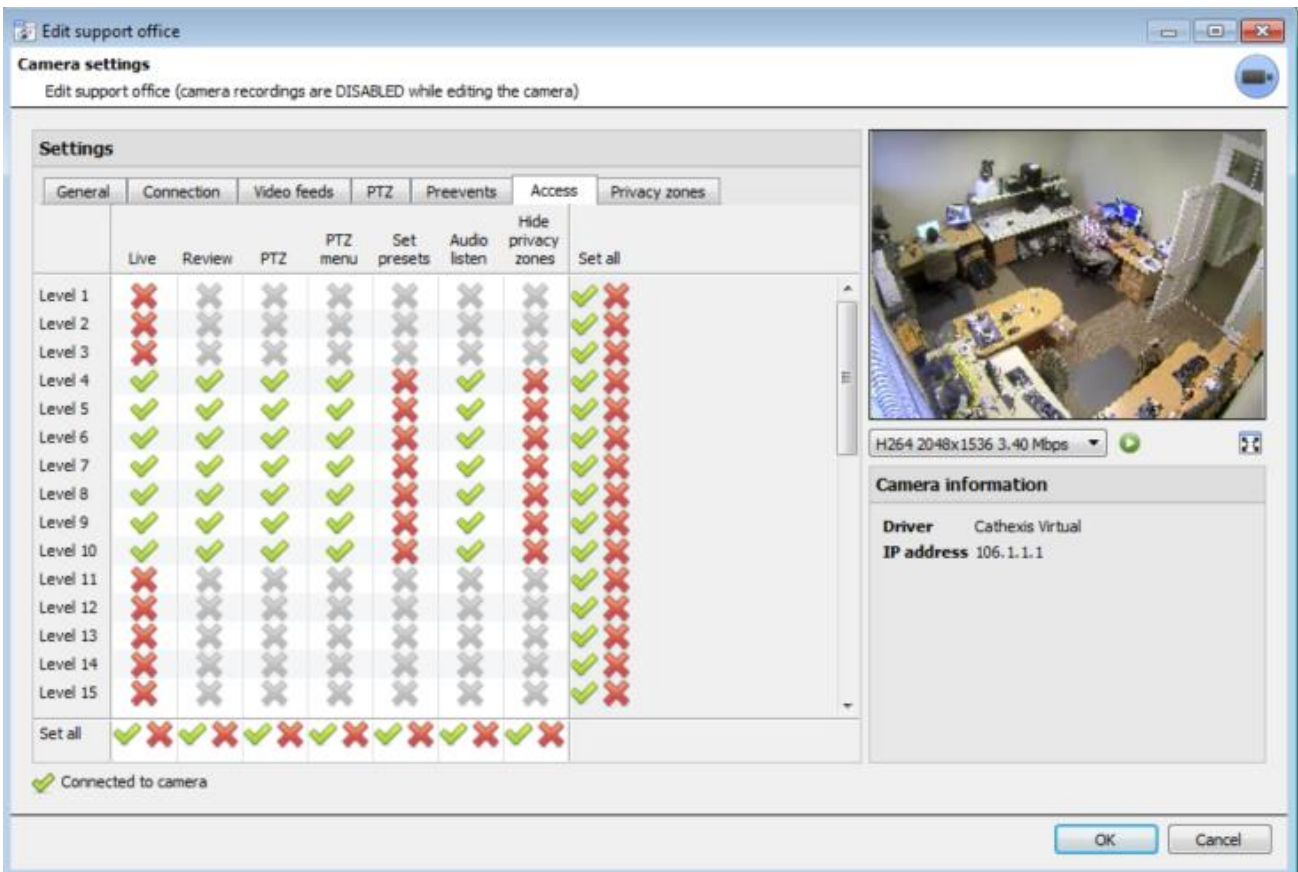 Edit support office
Camera settings
Edit support office (camera recordings are DISABLED while editing the camera)
Settings
General Connection Video feeds PTZ Preevents Access Privacy zones
Live Review PTZ PTZ menu Set presets Audio listen Hide privacy zones Set all
Level 1
Level 2
Level 3
Level 4
Level 5
Level 6
Level 7
Level 8
Level 9
Level 10
Level 11
Level 12
Level 13
Level 14
Level 15
Set all
Connected to camera
H264 2048x1536 3.40 Mbps
Camera information
Driver Cathexis Virtual
IP address 106.1.1.1
OK Cancel